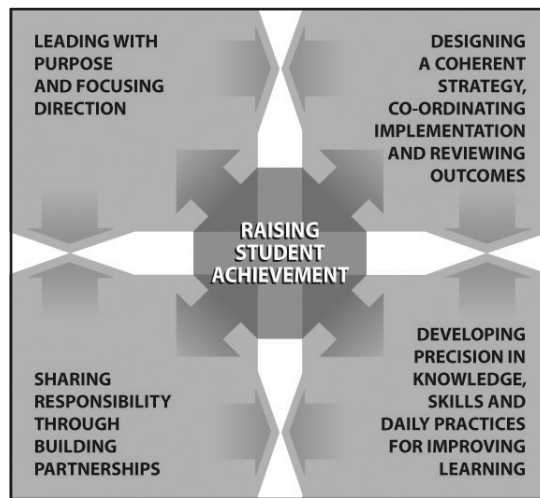 LEADING WITH
PURPOSE
AND FOCUSING
DIRECTION
DESIGNING
A COHERENT
STRATEGY,
CO-ORDINATING
IMPLEMENTATION
AND REVIEWING
OUTCOMES
RAISING
STUDENT
ACHIEVEMENT
SHARING
RESPONSIBILITY
THROUGH
BUILDING
PARTNERSHIPS
DEVELOPING
PRECISION IN
KNOWLEDGE,
SKILLS AND
DAILY PRACTICES
FOR IMPROVING
LEARNING